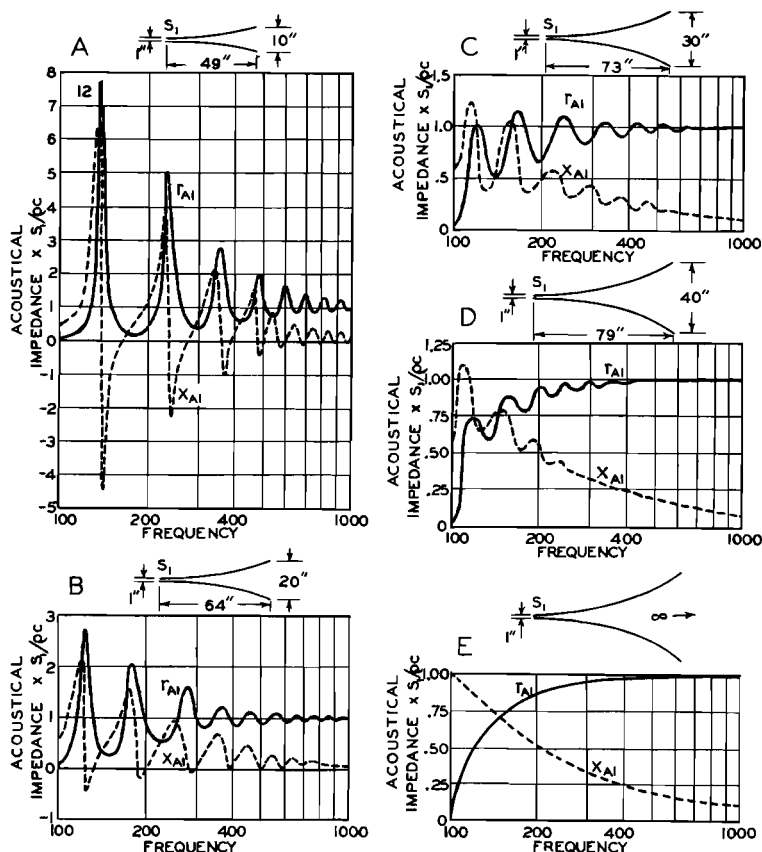 A
S₁
1"
10"
49"
8
7
6
5
4
3
2
1
0
-1
-2
-3
-4
-5
12
rA1
XA1
ACOUSTICAL
IMPEDANCE × S₁/ρc
100
200
400
1000
FREQUENCY
B
S₁
1"
20"
64"
3
2
1
0
-1
rA1
XA1
ACOUSTICAL
IMPEDANCE × S₁/ρc
100
200
400
1000
FREQUENCY
C
S₁
1"
30"
73"
1.5
1.0
.5
0
rA1
XA1
ACOUSTICAL
IMPEDANCE × S₁/ρc
100
200
400
1000
FREQUENCY
D
S₁
1"
40"
79"
1.25
1.00
.75
.50
.25
0
rA1
XA1
ACOUSTICAL
IMPEDANCE × S₁/ρc
100
200
400
1000
FREQUENCY
E
S₁
1"
∞ →
1.00
.75
.50
.25
0
rA1
XA1
ACOUSTICAL
IMPEDANCE × S₁/ρc
100
200
400
1000
FREQUENCY